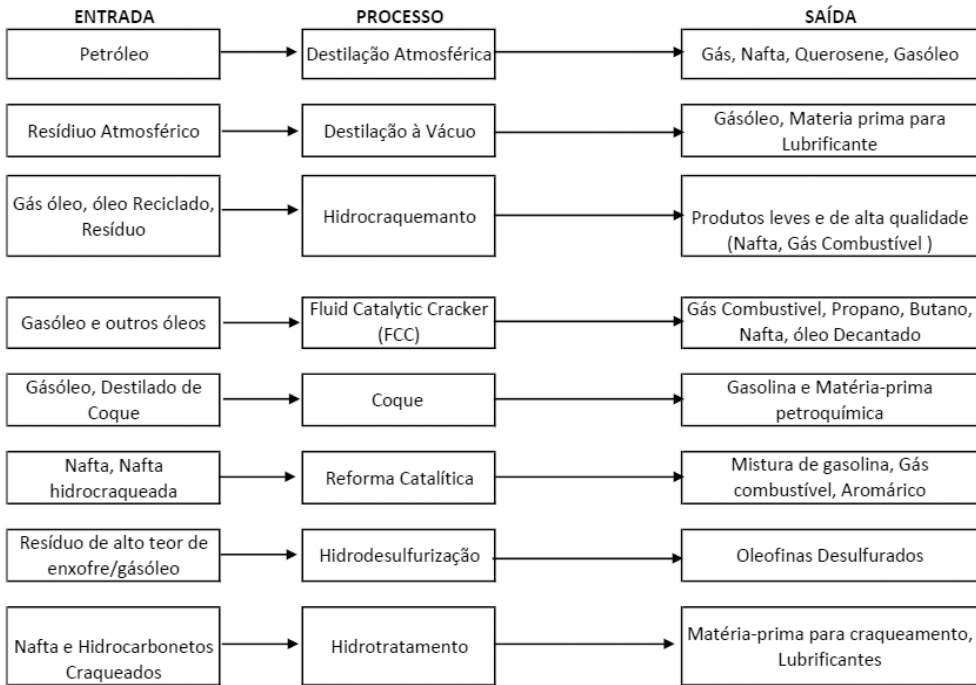 ENTRADA
PROCESSO
SAÍDA
Petróleo
Destilação Atmosférica
Gás, Nafta, Querosene, Gasóleo
Resídiuo Atmosférico
Destilação à Vácuo
Gásóleo, Materia prima para
Lubrificante
Gás óleo, óleo Reciclado,
Resíduo
Hidrocraquemanto
Produtos leves e de alta qualidade
(Nafta, Gás Combustível )
Gasóleo e outros óleos
Fluid Catalytic Cracker
(FCC)
Gás Combustivel, Propano, Butano,
Nafta, óleo Decantado
Gásóleo, Destilado de
Coque
Coque
Gasolina e Matéria-prima
petroquímica
Nafta, Nafta
hidrocraqueada
Reforma Catalítica
Mistura de gasolina, Gás
combustível, Aromárico
Resíduo de alto teor de
enxofre/gásóleo
Hidrodesulfurização
Oleofinas Desulfurados
Nafta e Hidrocarbonetos
Craqueados
Hidrotratamento
Matéria-prima para craqueamento,
Lubrificantes